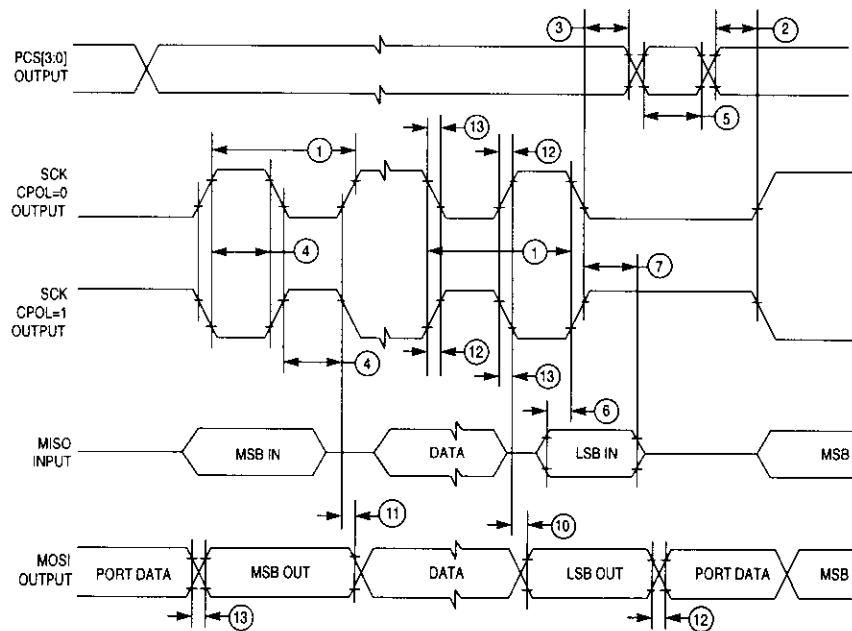 3
2
PCS[3:0]
OUTPUT
5
13
12
1
SCK
CPOL=0
OUTPUT
4
1
7
SCK
CPOL=1
OUTPUT
4
12
13
6
MISO
INPUT
MSB IN
DATA
LSB IN
MSB
11
10
MOSI
OUTPUT
PORT DATA
MSB OUT
DATA
LSB OUT
PORT DATA
MSB
13
12